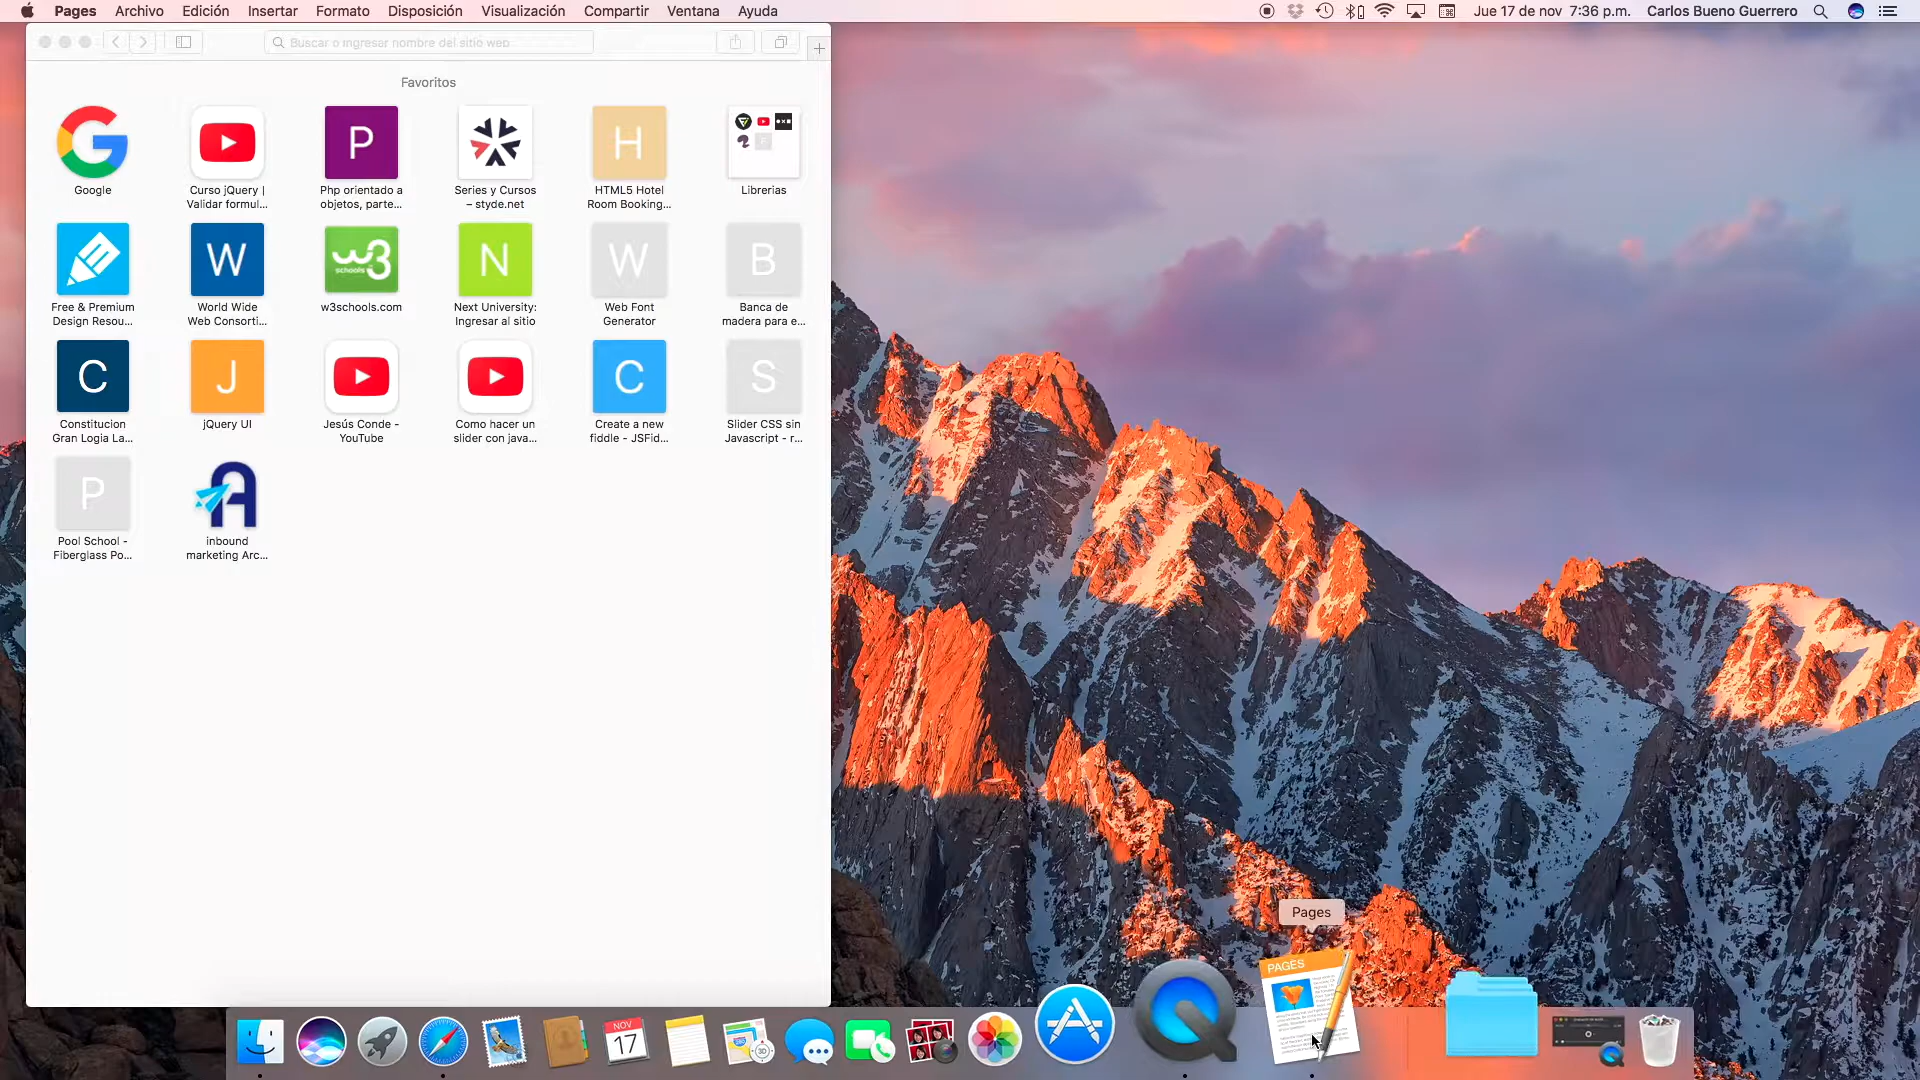 Pages Archivo Edición Insertar Formato Disposición Visualización Compartir Ventana Ayuda
Jue 17 de nov 7:36 p.m. Carlos Bueno Guerrero
Buscar o ingresar nombre del sitio web
Favoritos
Google
Curso jQuery |
Validar formul...
P
Php orientado a
objetos, parte...
Series y Cursos
– styde.net
H
HTML5 Hotel
Room Booking...
Librerias
Free & Premium
Design Resou...
W
World Wide
Web Consorti...
w3
schools
w3schools.com
N
Next University:
Ingresar al sitio
W
Web Font
Generator
B
Banca de
madera para e...
C
Constitucion
Gran Logia La...
J
jQuery UI
Jesús Conde -
YouTube
Como hacer un
slider con java...
C
Create a new
fiddle - JSFid...
S
Slider CSS sin
Javascript - r...
P
Pool School -
Fiberglass Po...
inbound
marketing Arc...
Pages
PAGES
NOV
17